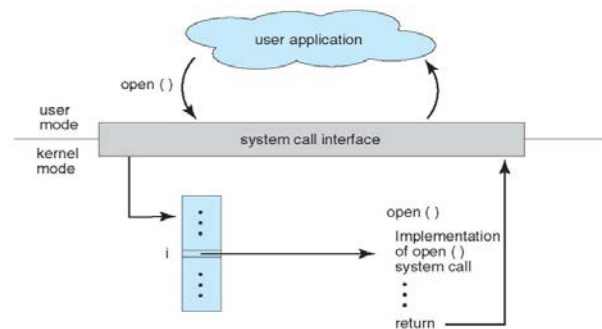 user application
open ( )
user
mode
system call interface
kernel
mode
open ( )
i
Implementation
of open ( )
system call
return